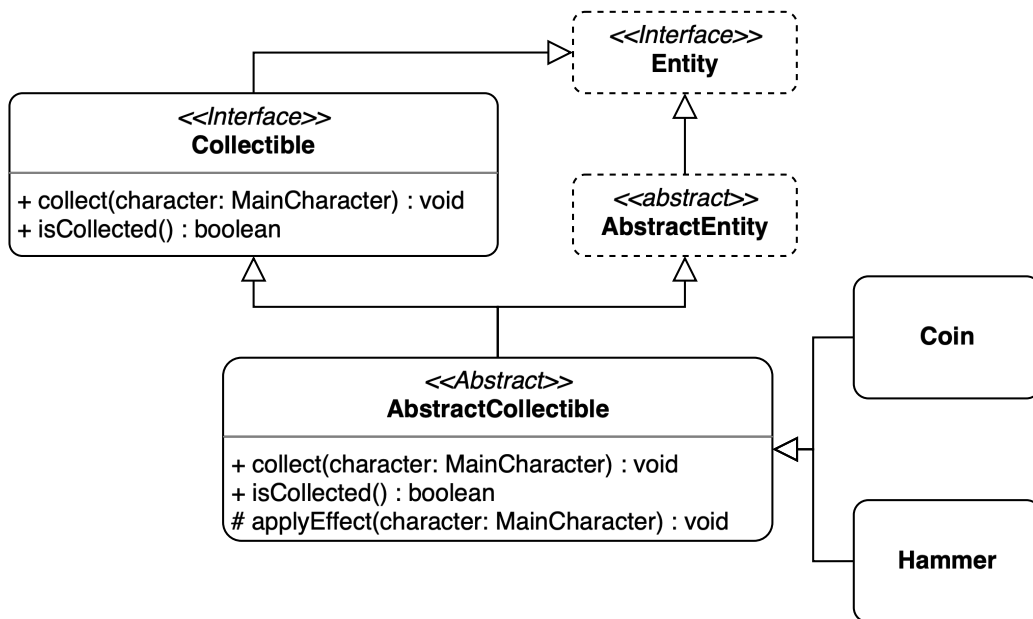 <<Interface>>
Entity
<<Interface>>
Collectible
+ collect(character: MainCharacter) : void
+ isCollected() : boolean
<<abstract>>
AbstractEntity
Coin
<<Abstract>>
AbstractCollectible
+ collect(character: MainCharacter) : void
+ isCollected() : boolean
# applyEffect(character: MainCharacter) : void
Hammer